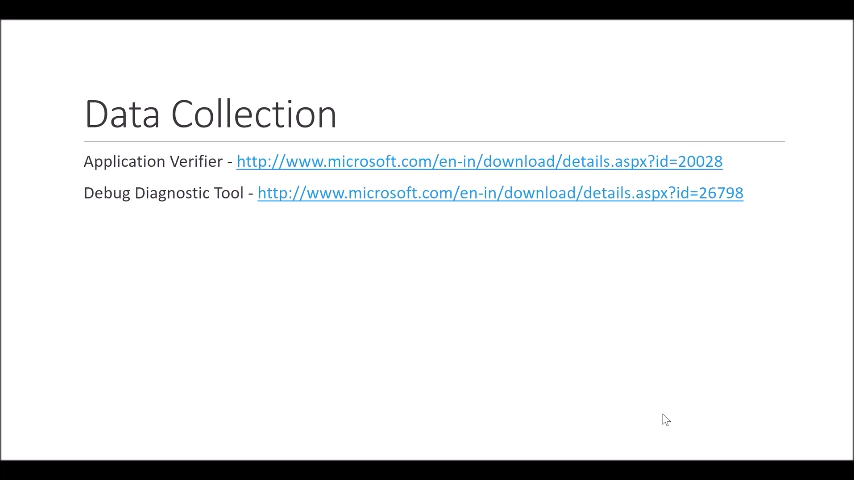 Data Collection
Application Verifier - http://www.microsoft.com/en-in/download/details.aspx?id=20028
Debug Diagnostic Tool - http://www.microsoft.com/en-in/download/details.aspx?id=26798